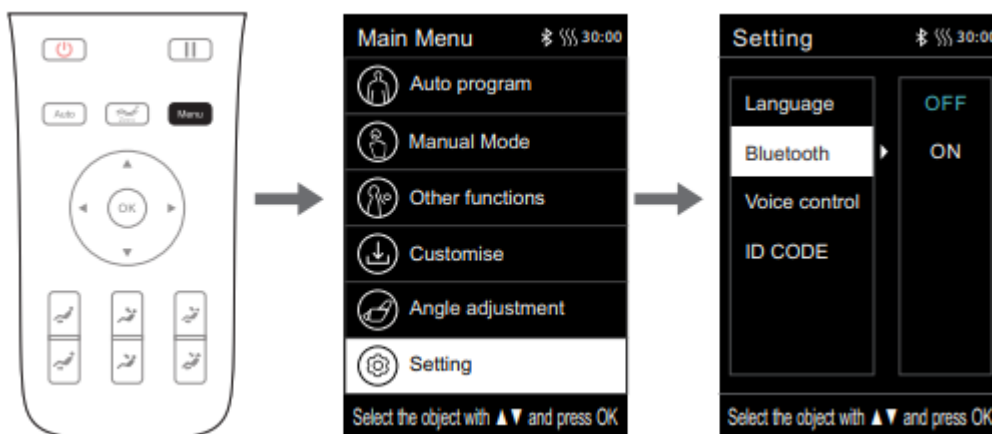 Auto
Menu
OK
Main Menu
30:00
Auto program
Manual Mode
Other functions
Customise
Angle adjustment
Setting
Select the object with ▲▼ and press OK
Setting
30:00
Language
OFF
Bluetooth
ON
Voice control
ID CODE
Select the object with ▲▼ and press OK